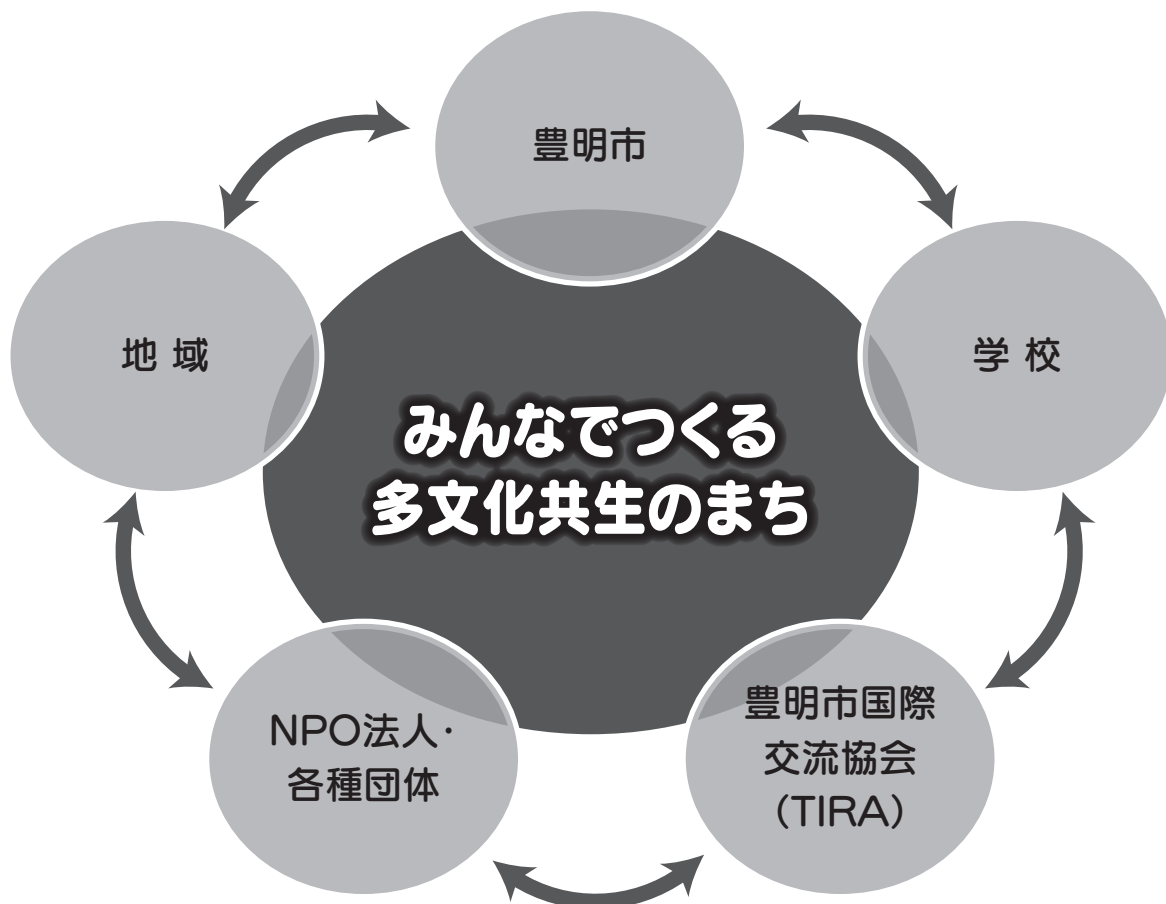 豊明市
地 域
学 校
みんなでつくる
多文化共生のまち
NPO法人・
各種団体
豊明市国際
交流協会
（TIRA）